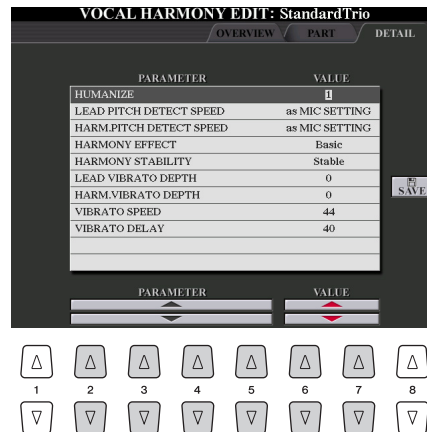 VOCAL HARMONY EDIT: StandardTrio
OVERVIEW PART DETAIL
PARAMETER VALUE
HUMANIZE 1
LEAD PITCH DETECT SPEED as MIC SETTING
HARM.PITCH DETECT SPEED as MIC SETTING
HARMONY EFFECT Basic
HARMONY STABILITY Stable
LEAD VIBRATO DEPTH 0
HARM.VIBRATO DEPTH 0
VIBRATO SPEED 44
VIBRATO DELAY 40
SAVE
PARAMETER VALUE
1 2 3 4 5 6 7 8